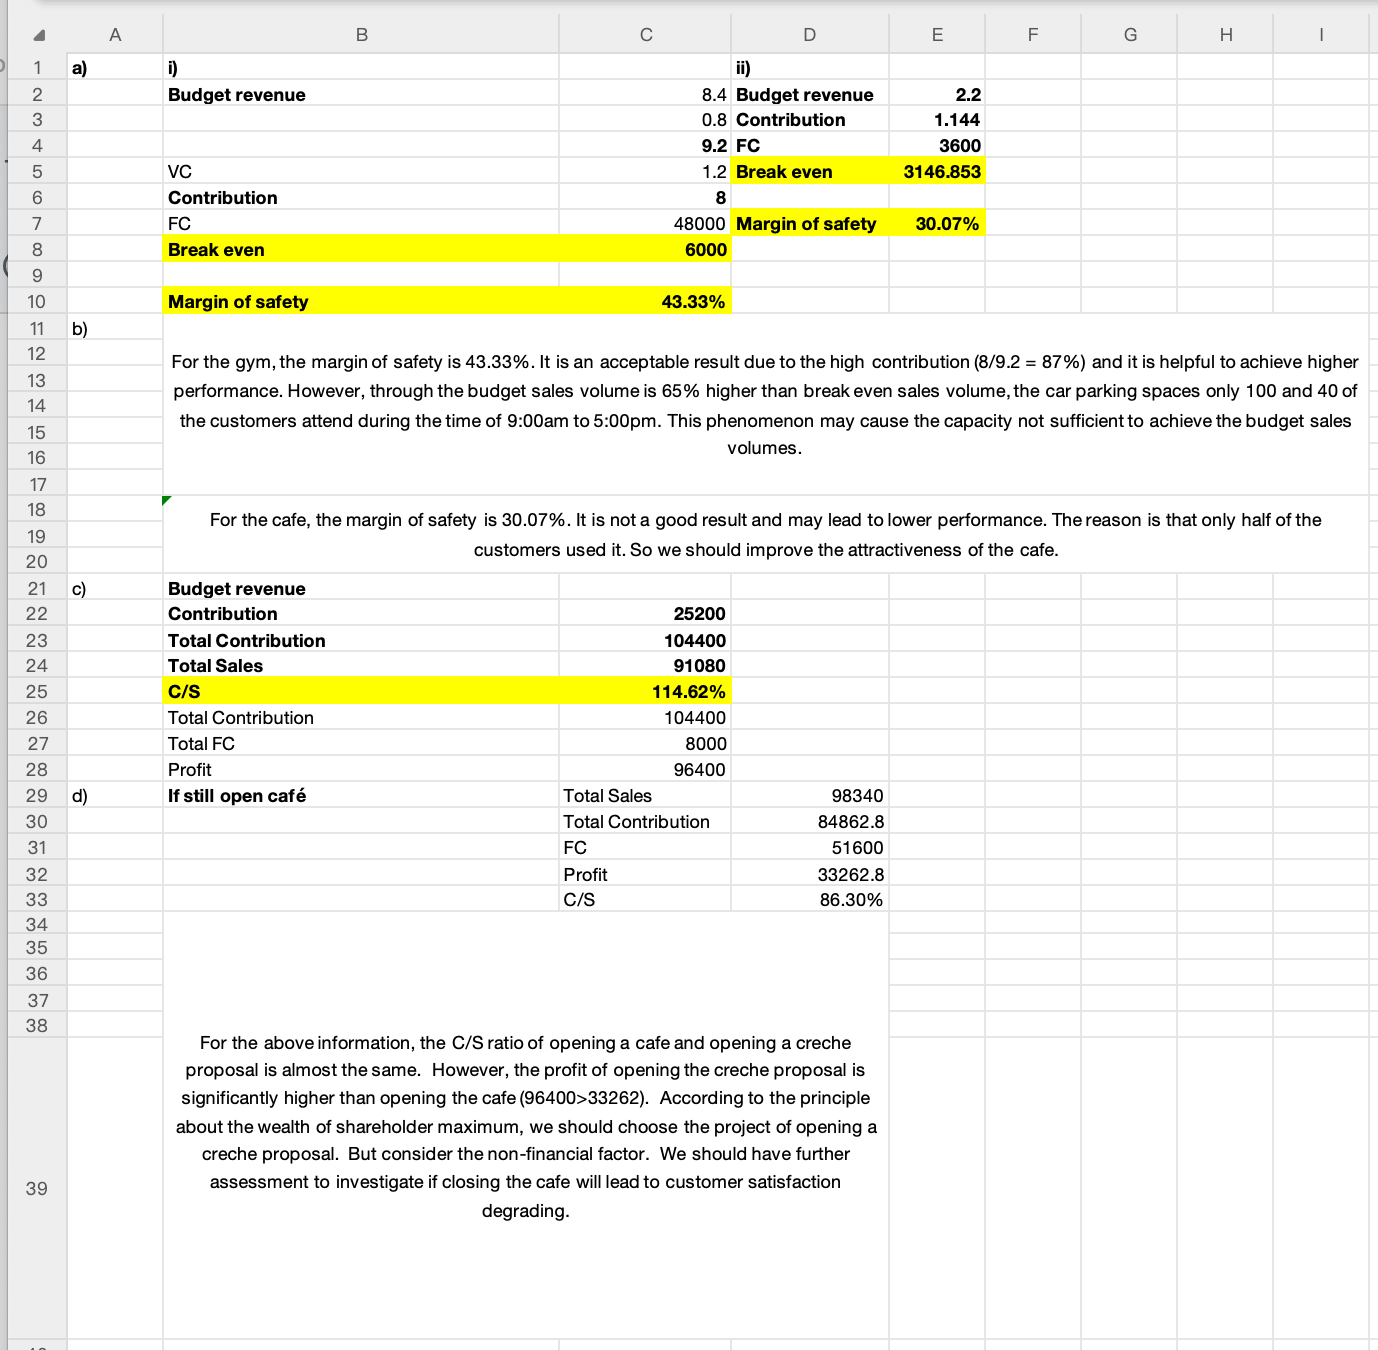 A B C D E F G H I
1 a) i) ii)
2 Budget revenue 8.4 Budget revenue 2.2
3 0.8 Contribution 1.144
4 9.2 FC 3600
5 VC 1.2 Break even 3146.853
6 Contribution 8
7 FC 48000 Margin of safety 30.07%
8 Break even 6000
9
10 Margin of safety 43.33%
11 b)
12
For the gym, the margin of safety is 43.33%. It is an acceptable result due to the high contribution (8/9.2 = 87%) and it is helpful to achieve higher
13
performance. However, through the budget sales volume is 65% higher than break even sales volume, the car parking spaces only 100 and 40 of
14
the customers attend during the time of 9:00am to 5:00pm. This phenomenon may cause the capacity not sufficient to achieve the budget sales
15
volumes.
16
17
18
For the cafe, the margin of safety is 30.07%. It is not a good result and may lead to lower performance. The reason is that only half of the
19
customers used it. So we should improve the attractiveness of the cafe.
20
21 c) Budget revenue
22 Contribution 25200
23 Total Contribution 104400
24 Total Sales 91080
25 C/S 114.62%
26 Total Contribution 104400
27 Total FC 8000
28 Profit 96400
29 d) If still open café Total Sales 98340
30 Total Contribution 84862.8
31 FC 51600
32 Profit 33262.8
33 C/S 86.30%
34
35
36
37
38
For the above information, the C/S ratio of opening a cafe and opening a creche
proposal is almost the same. However, the profit of opening the creche proposal is
significantly higher than opening the cafe (96400>33262). According to the principle
about the wealth of shareholder maximum, we should choose the project of opening a
creche proposal. But consider the non-financial factor. We should have further
39
assessment to investigate if closing the cafe will lead to customer satisfaction
degrading.